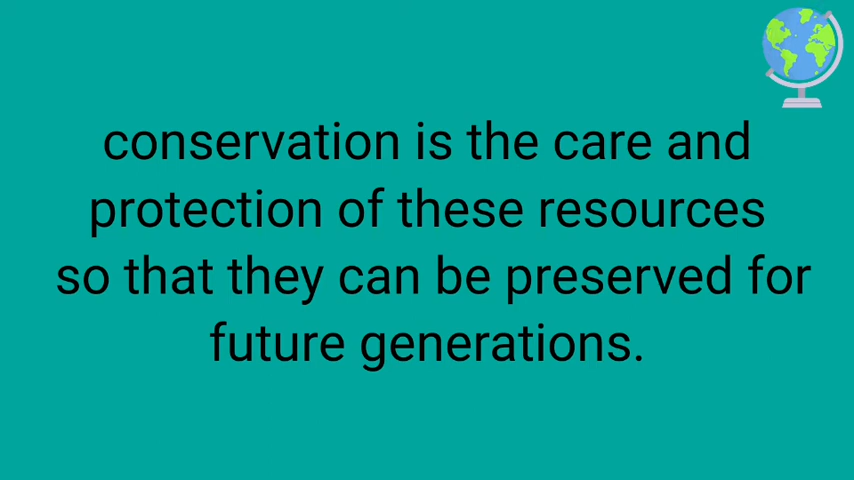 conservation is the care and
protection of these resources
so that they can be preserved for
future generations.